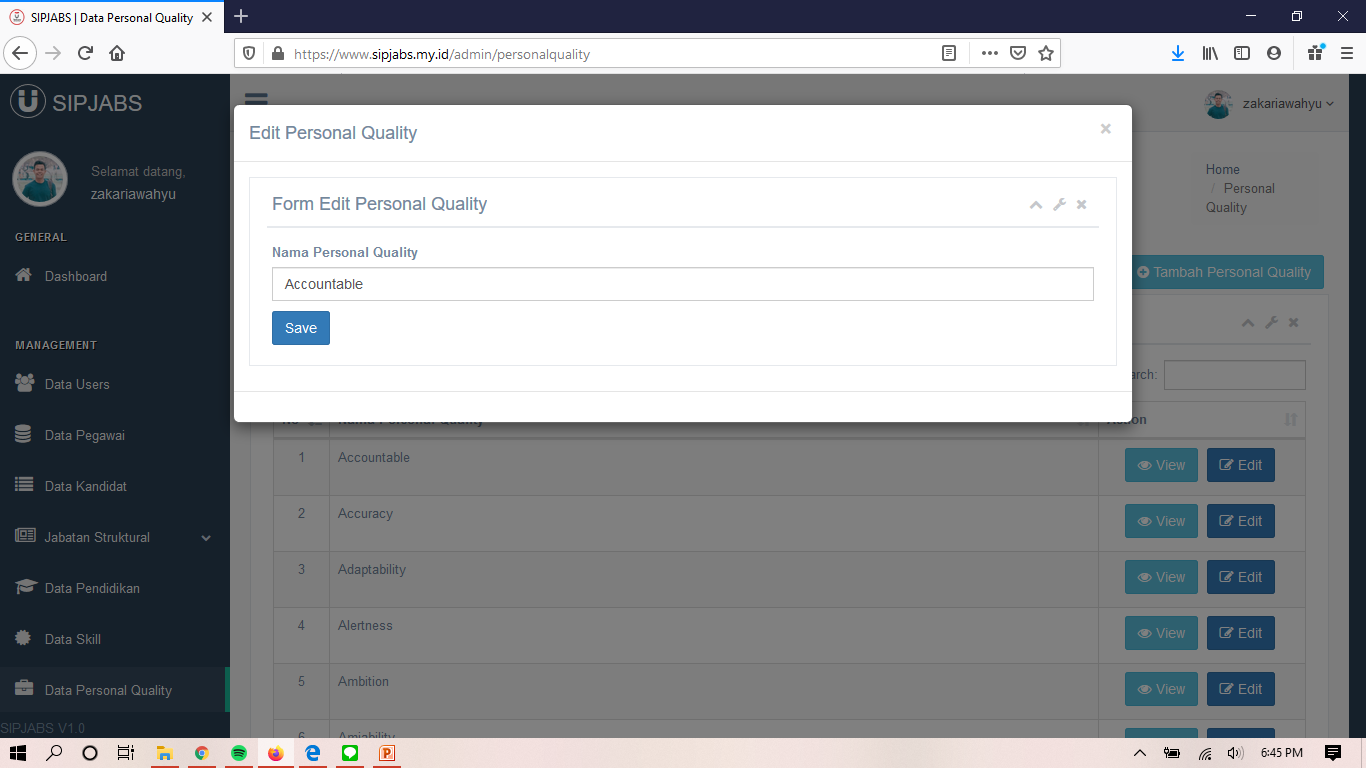 SIPJABS | Data Personal Quality
https://www.sipjabs.my.id/admin/personalquality
SIPJABS
zakariawahyu
Selamat datang,
zakariawahyu
GENERAL
Dashboard
MANAGEMENT
Data Users
Data Pegawai
Data Kandidat
Jabatan Struktural
Data Pendidikan
Data Skill
Data Personal Quality
SIPJABS V1.0
Edit Personal Quality
Form Edit Personal Quality
Nama Personal Quality
Accountable
Save
Home
/ Personal
Quality
Tambah Personal Quality
arch:
No Nama Personal Quality Action
1 Accountable View Edit
2 Accuracy View Edit
3 Adaptability View Edit
4 Alertness View Edit
5 Ambition View Edit
6 Amiability
6:45 PM